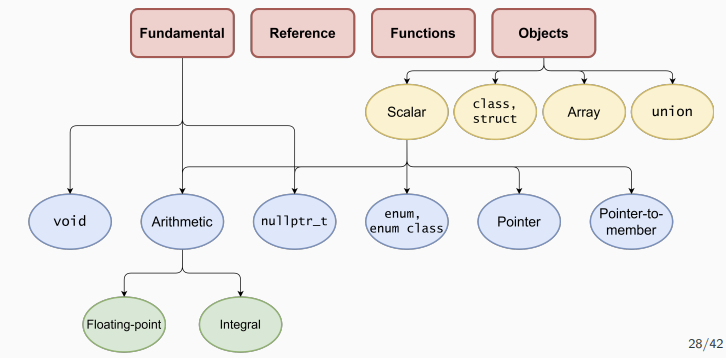 Fundamental
Reference
Functions
Objects
Scalar
class,
struct
Array
union
void
Arithmetic
nullptr_t
enum,
enum class
Pointer
Pointer-to-
member
Floating-point
Integral
28/42